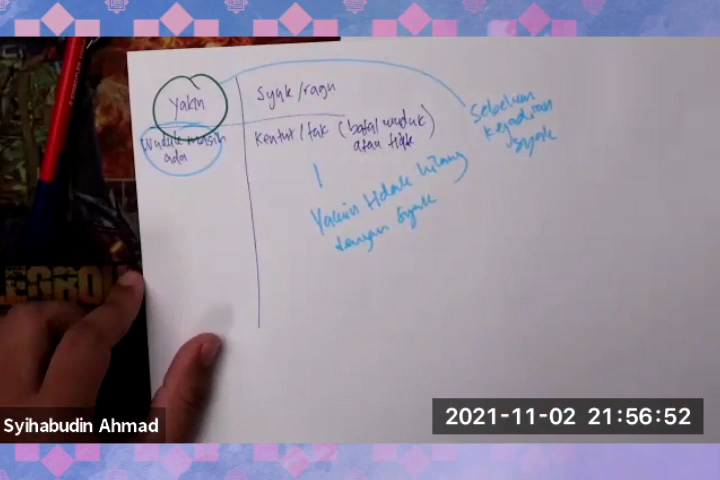 Yakin
Syak/ragu
Wuduk masih
ada
Kentut/tak (batal wuduk
atau tidak)
Sebelum
kejadian
syak
Yakin tidak hilang
dengan syak
Syihabudin Ahmad
2021-11-02 21:56:52